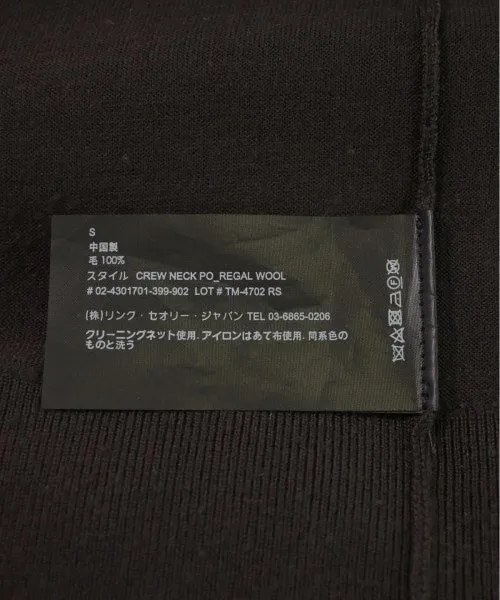 S
中国製
毛 100%
スタイル CREW NECK PO_REGAL WOOL
# 02-4301701-399-902 LOT # TM-4702 RS
(株)リンク・セオリー・ジャパン TEL 03-6865-0206
クリーニングネット使用. アイロンはあて布使用. 同系色の
ものと洗う